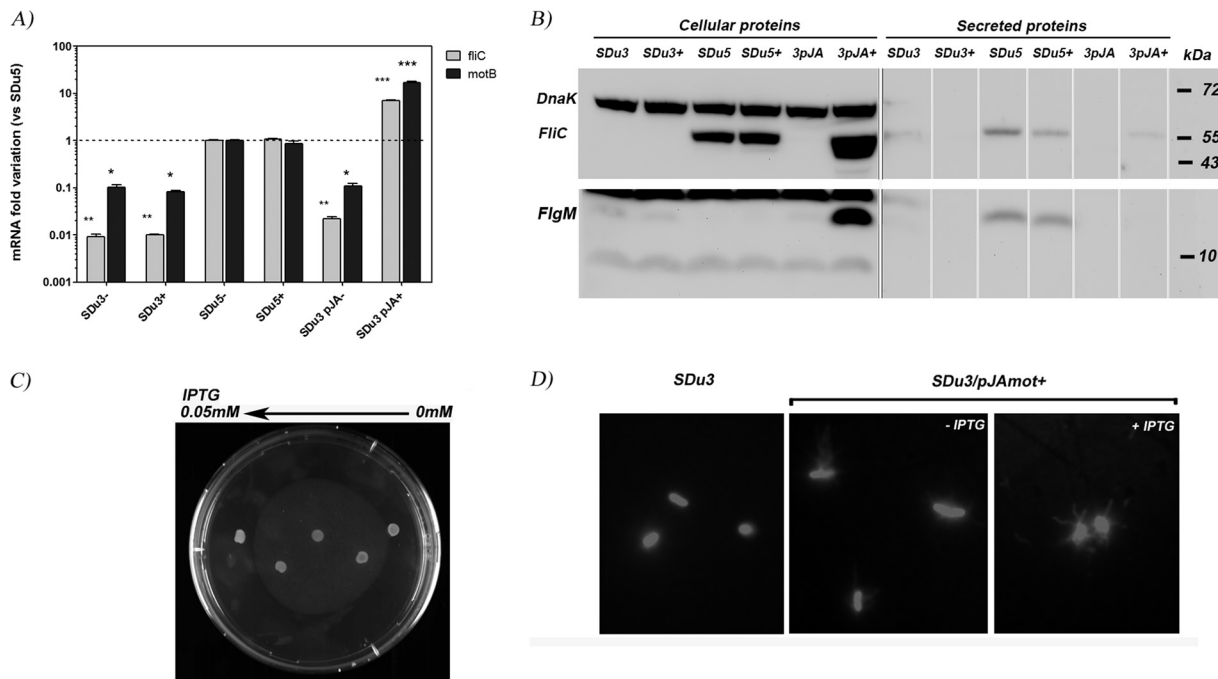 A)
mRNA fold variation (vs SDu5)
100
10
1
0.1
0.01
0.001
fliC
motB
** * ** * ** * *** ***
SDu3-
SDu3+
SDu5-
SDu5+
SDu3 pJA-
SDu3 pJA+
B)
Cellular proteins Secreted proteins
SDu3 SDu3+ SDu5 SDu5+ 3pJA 3pJA+ SDu3 SDu3+ SDu5 SDu5+ 3pJA 3pJA+ kDa
DnaK
FliC
FlgM
72
55
43
10
C)
IPTG
0.05mM 0mM
D)
SDu3 SDu3/pJAmot+
- IPTG + IPTG